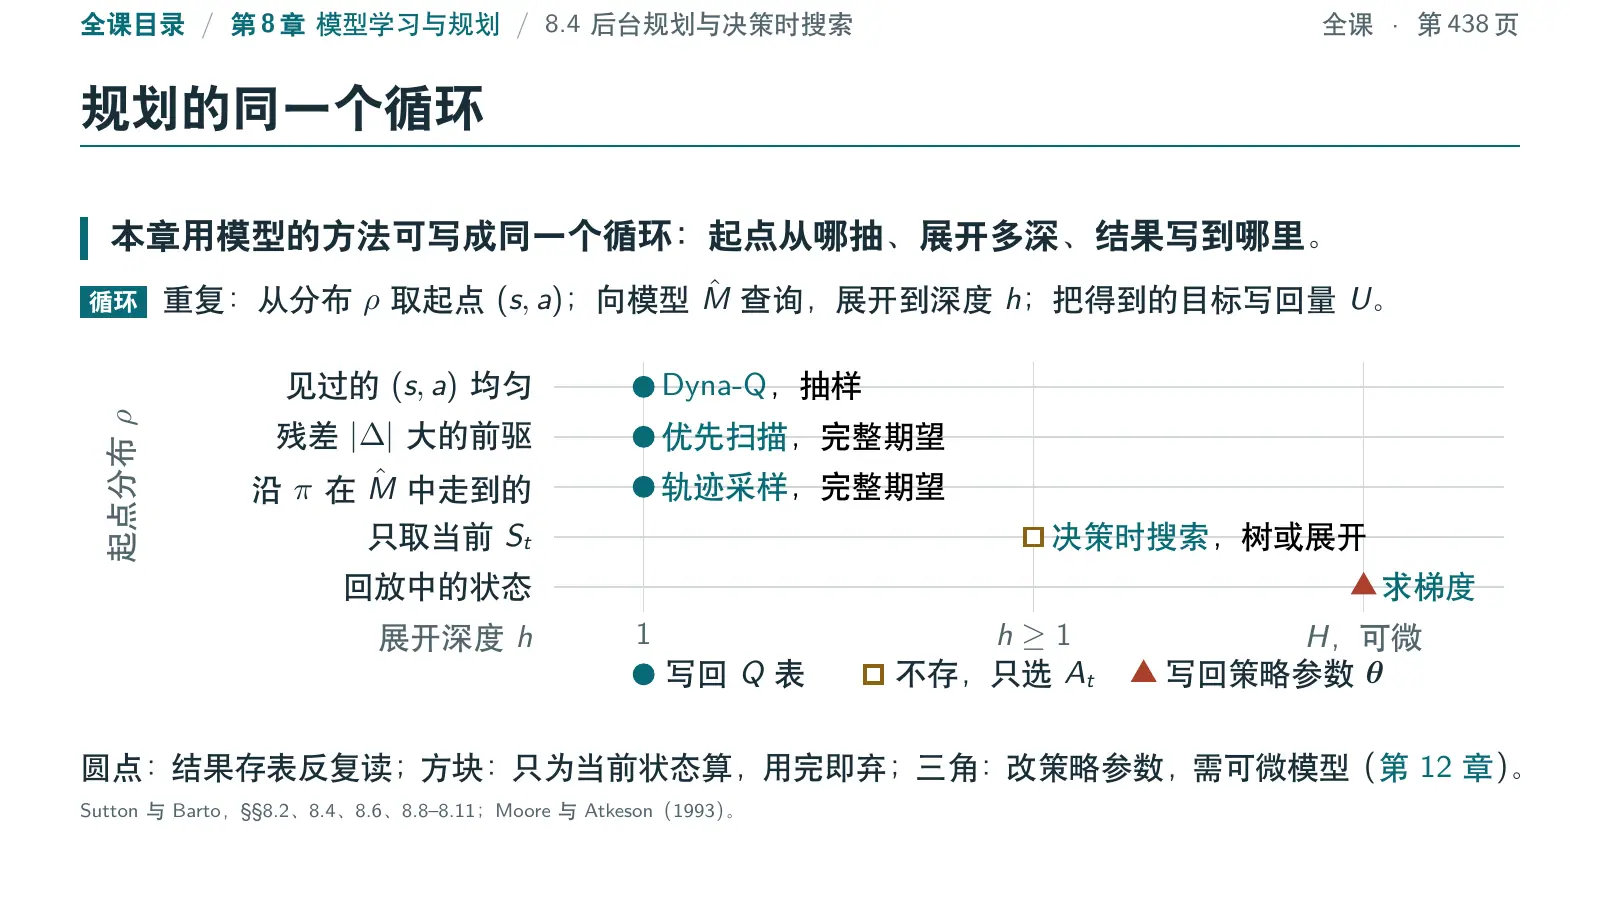 全课目录 / 第 8 章 模型学习与规划 / 8.4 后台规划与决策时搜索
全课 · 第 438 页
规划的同一个循环
本章用模型的方法可写成同一个循环：起点从哪抽、展开多深、结果写到哪里。
循环 重复：从分布 ρ 取起点 (s, a)；向模型 M̂ 查询，展开到深度 h；把得到的目标写回量 U。
起点分布 ρ
见过的 (s, a) 均匀 Dyna-Q，抽样
残差 |Δ| 大的前驱 优先扫描，完整期望
沿 π 在 M̂ 中走到的 轨迹采样，完整期望
只取当前 Sₜ 决策时搜索，树或展开
回放中的状态 求梯度
展开深度 h 1 h ≥ 1 H，可微
写回 Q 表 不存，只选 Aₜ 写回策略参数 θ
圆点：结果存表反复读；方块：只为当前状态算，用完即弃；三角：改策略参数，需可微模型（第 12 章）。
Sutton 与 Barto，§§8.2、8.4、8.6、8.8–8.11；Moore 与 Atkeson（1993）。